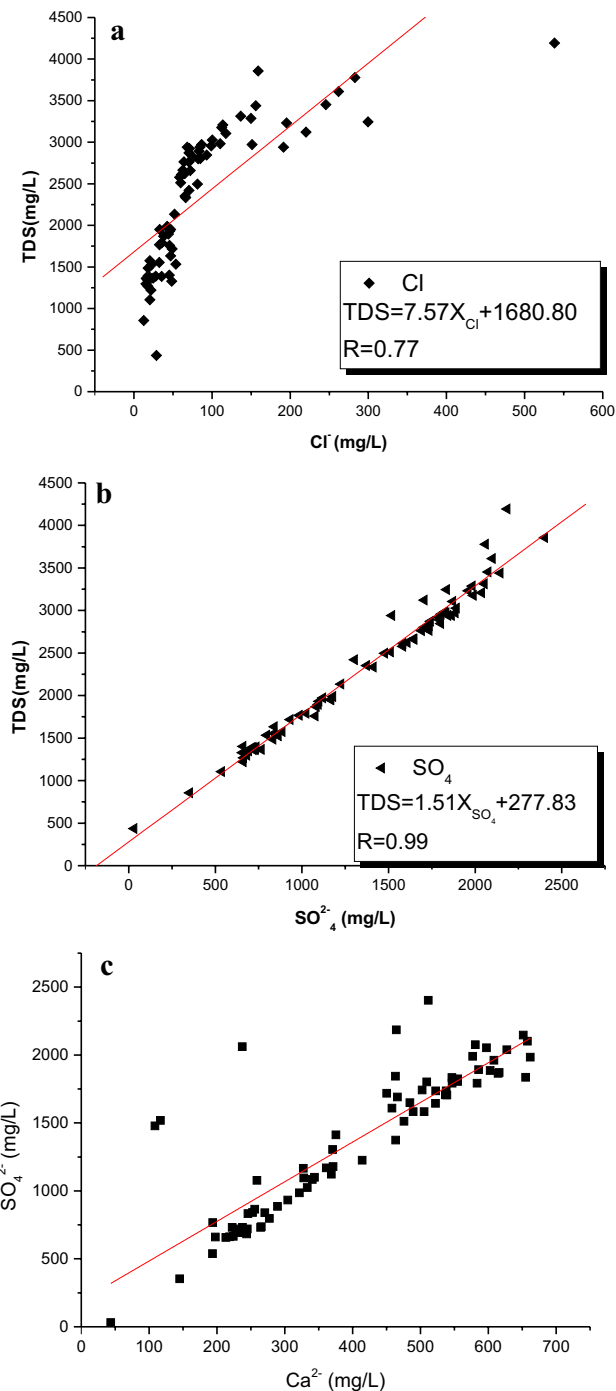 a
4500
4000
3500
3000
2500
2000
1500
1000
500
0
TDS(mg/L)
Cl
TDS=7.57X_Cl+1680.80
R=0.77
0 100 200 300 400 500 600
Cl⁻(mg/L)
b
4500
4000
3500
3000
2500
2000
1500
1000
500
0
TDS(mg/L)
SO₄
TDS=1.51X_SO₄+277.83
R=0.99
0 500 1000 1500 2000 2500
SO²⁻₄ (mg/L)
c
2500
2000
1500
1000
500
0
SO₄²⁻ (mg/L)
0 100 200 300 400 500 600 700
Ca²⁻ (mg/L)